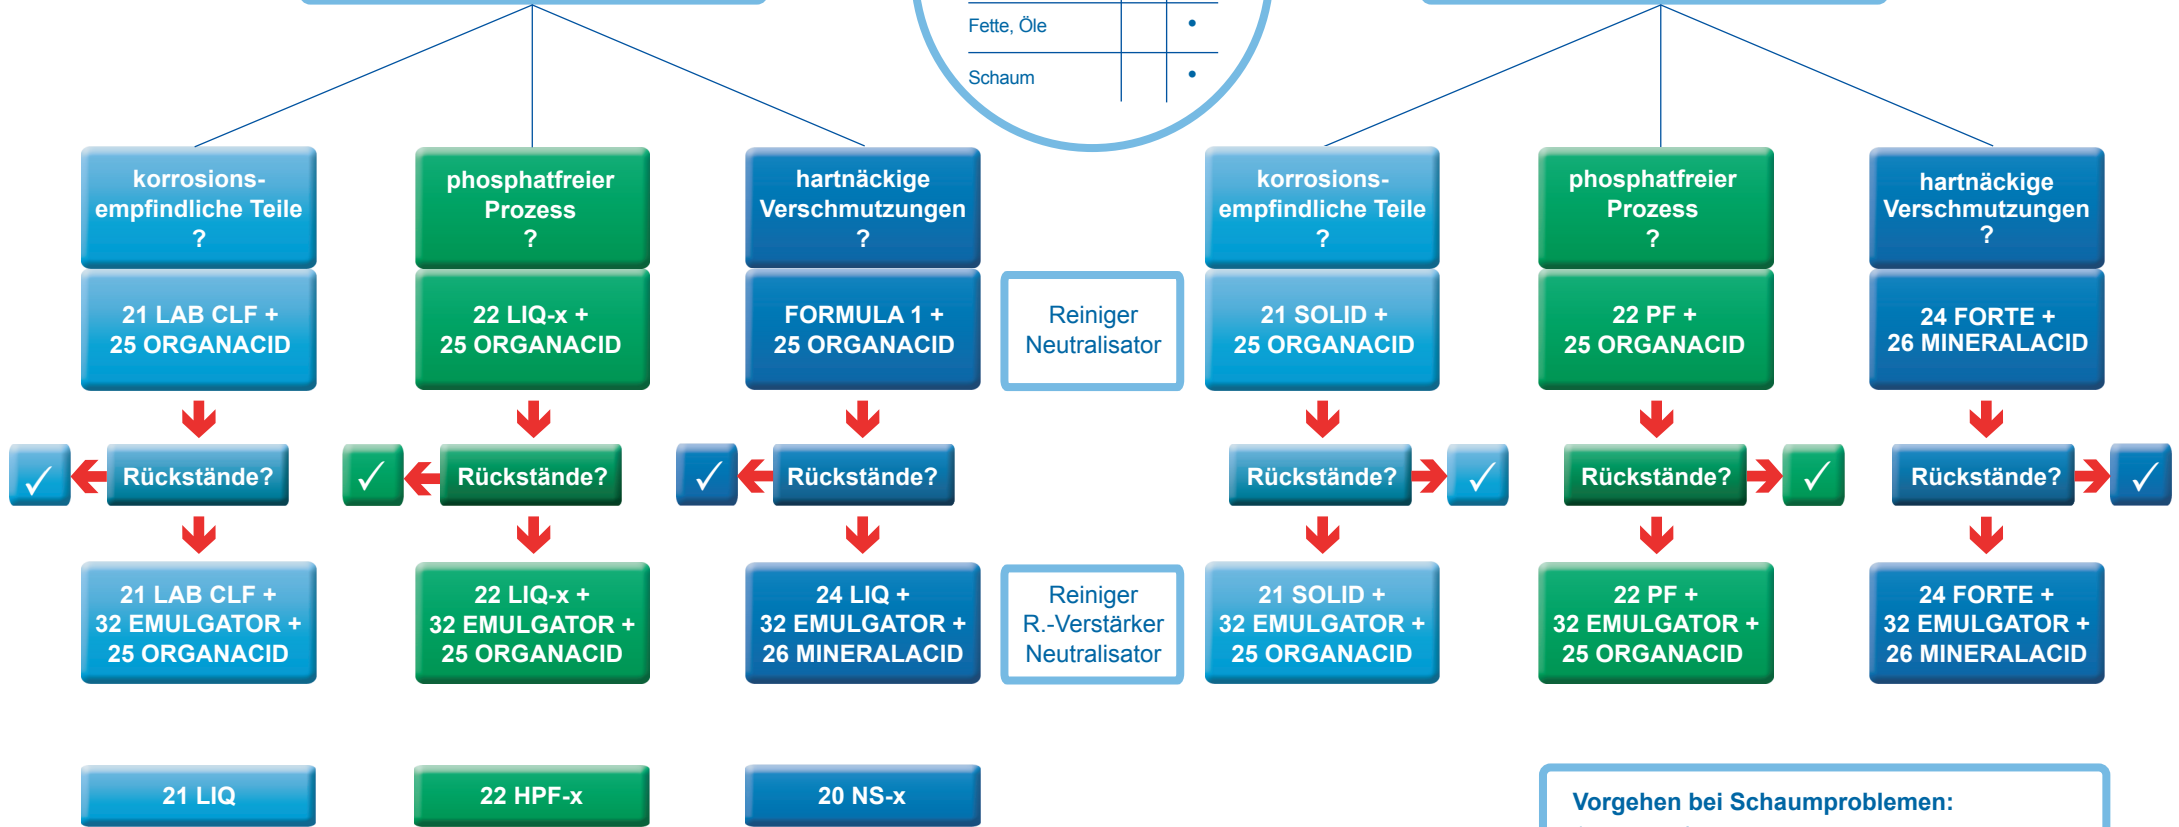 Fette, Öle •
Schaum •
korrosions-
empfindliche Teile
?
phosphatfreier
Prozess
?
hartnäckige
Verschmutzungen
?
korrosions-
empfindliche Teile
?
phosphatfreier
Prozess
?
hartnäckige
Verschmutzungen
?
21 LAB CLF +
25 ORGANACID
22 LIQ-x +
25 ORGANACID
FORMULA 1 +
25 ORGANACID
Reiniger
Neutralisator
21 SOLID +
25 ORGANACID
22 PF +
25 ORGANACID
24 FORTE +
26 MINERALACID
✓ Rückstände?
✓ Rückstände?
✓ Rückstände?
Rückstände? ✓
Rückstände? ✓
Rückstände? ✓
21 LAB CLF +
32 EMULGATOR +
25 ORGANACID
22 LIQ-x +
32 EMULGATOR +
25 ORGANACID
24 LIQ +
32 EMULGATOR +
26 MINERALACID
Reiniger
R.-Verstärker
Neutralisator
21 SOLID +
32 EMULGATOR +
25 ORGANACID
22 PF +
32 EMULGATOR +
25 ORGANACID
24 FORTE +
32 EMULGATOR +
26 MINERALACID
21 LIQ
22 HPF-x
20 NS-x
Vorgehen bei Schaumproblemen: